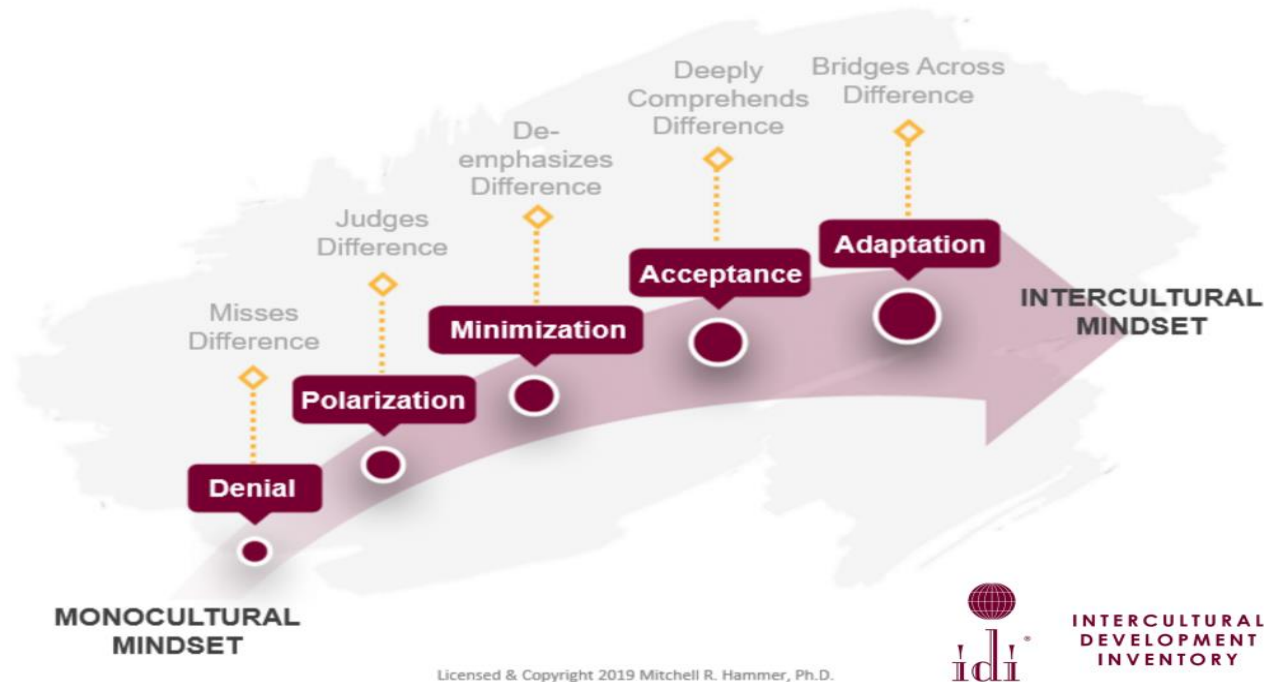 Misses
Difference
Denial
Judges
Difference
Polarization
De-
emphasizes
Difference
Minimization
Deeply
Comprehends
Difference
Acceptance
Bridges Across
Difference
Adaptation
MONOCULTURAL
MINDSET
INTERCULTURAL
MINDSET
Licensed & Copyright 2019 Mitchell R. Hammer, Ph.D.
idi®
INTERCULTURAL
DEVELOPMENT
INVENTORY